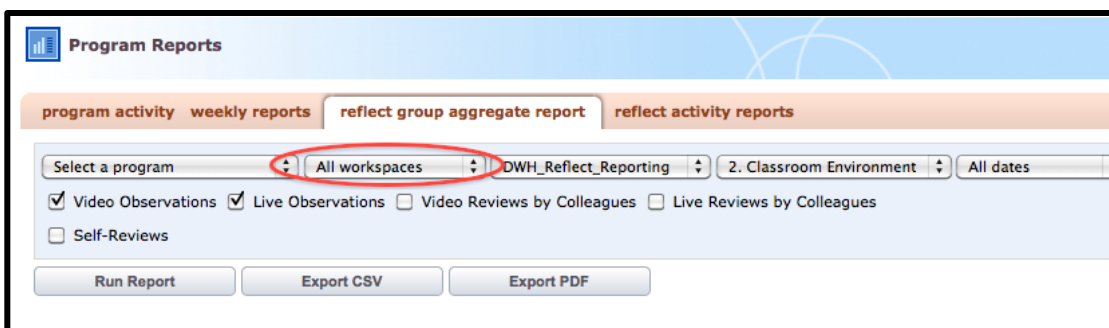 Program Reports
program activity weekly reports reflect group aggregate report reflect activity reports
Select a program All workspaces DWH_Reflect_Reporting 2. Classroom Environment All dates
Video Observations Live Observations Video Reviews by Colleagues Live Reviews by Colleagues
Self-Reviews
Run Report Export CSV Export PDF